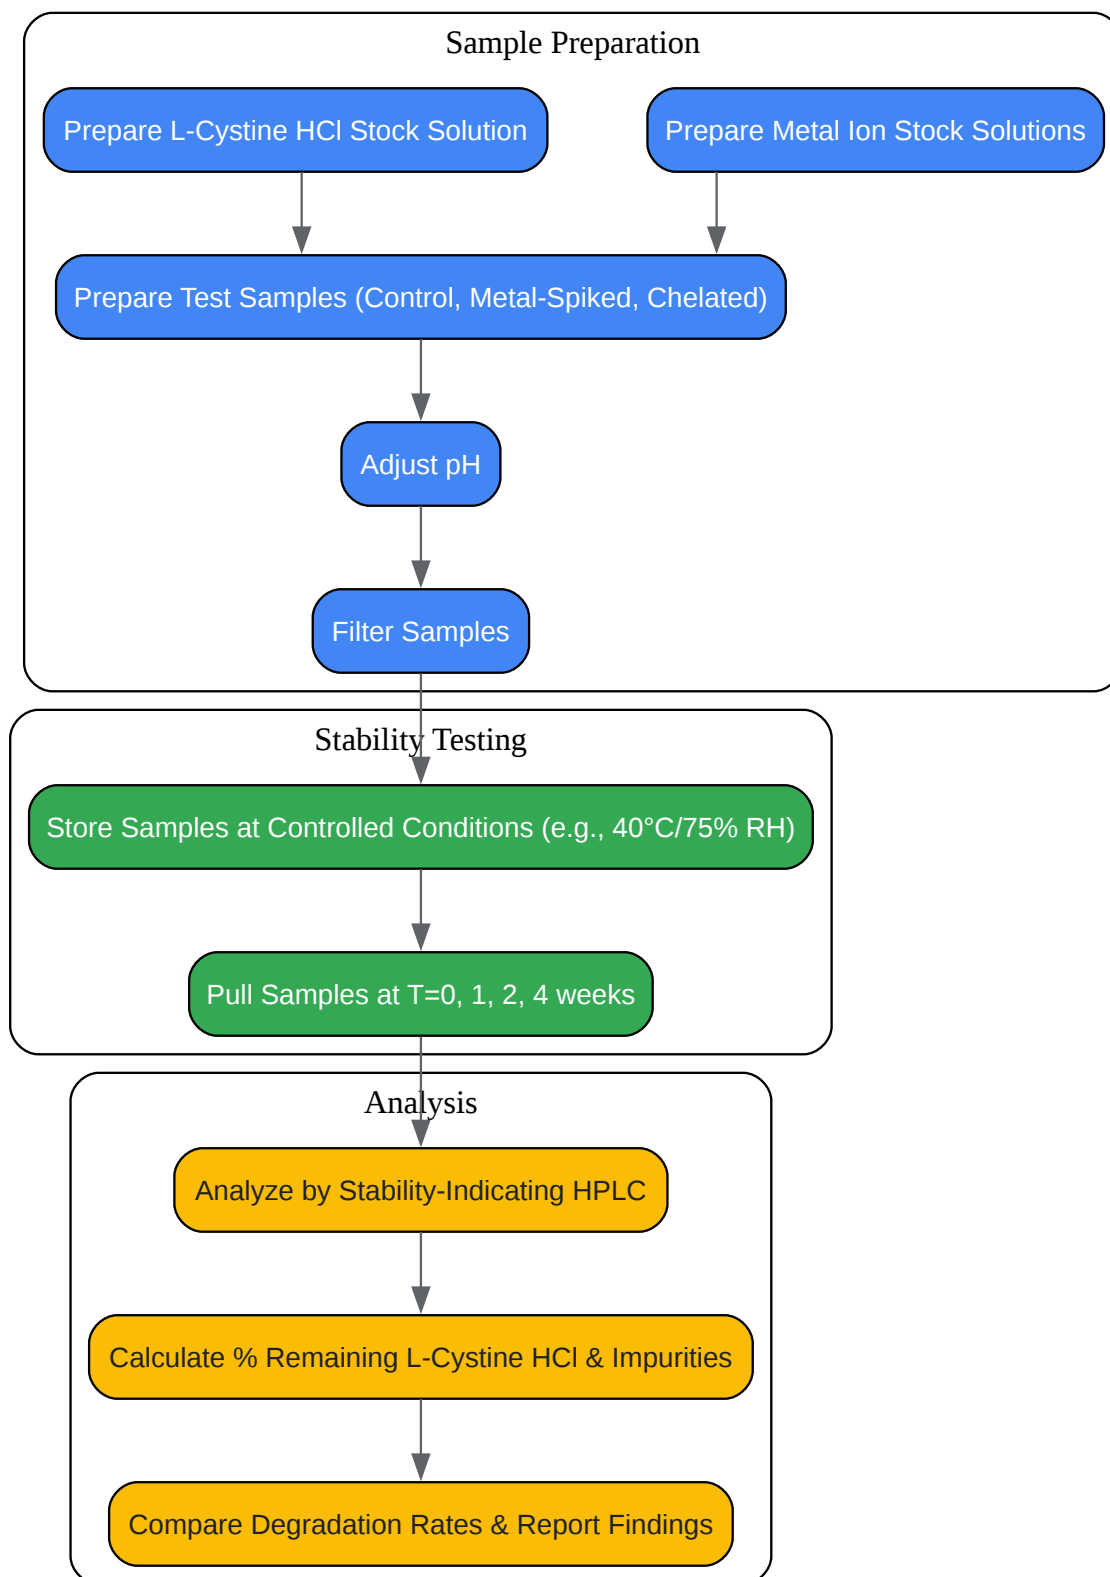 Sample Preparation
Prepare L-Cystine HCl Stock Solution
Prepare Metal Ion Stock Solutions
Prepare Test Samples (Control, Metal-Spiked, Chelated)
Adjust pH
Filter Samples
Stability Testing
Store Samples at Controlled Conditions (e.g., 40°C/75% RH)
Pull Samples at T=0, 1, 2, 4 weeks
Analysis
Analyze by Stability-Indicating HPLC
Calculate % Remaining L-Cystine HCl & Impurities
Compare Degradation Rates & Report Findings